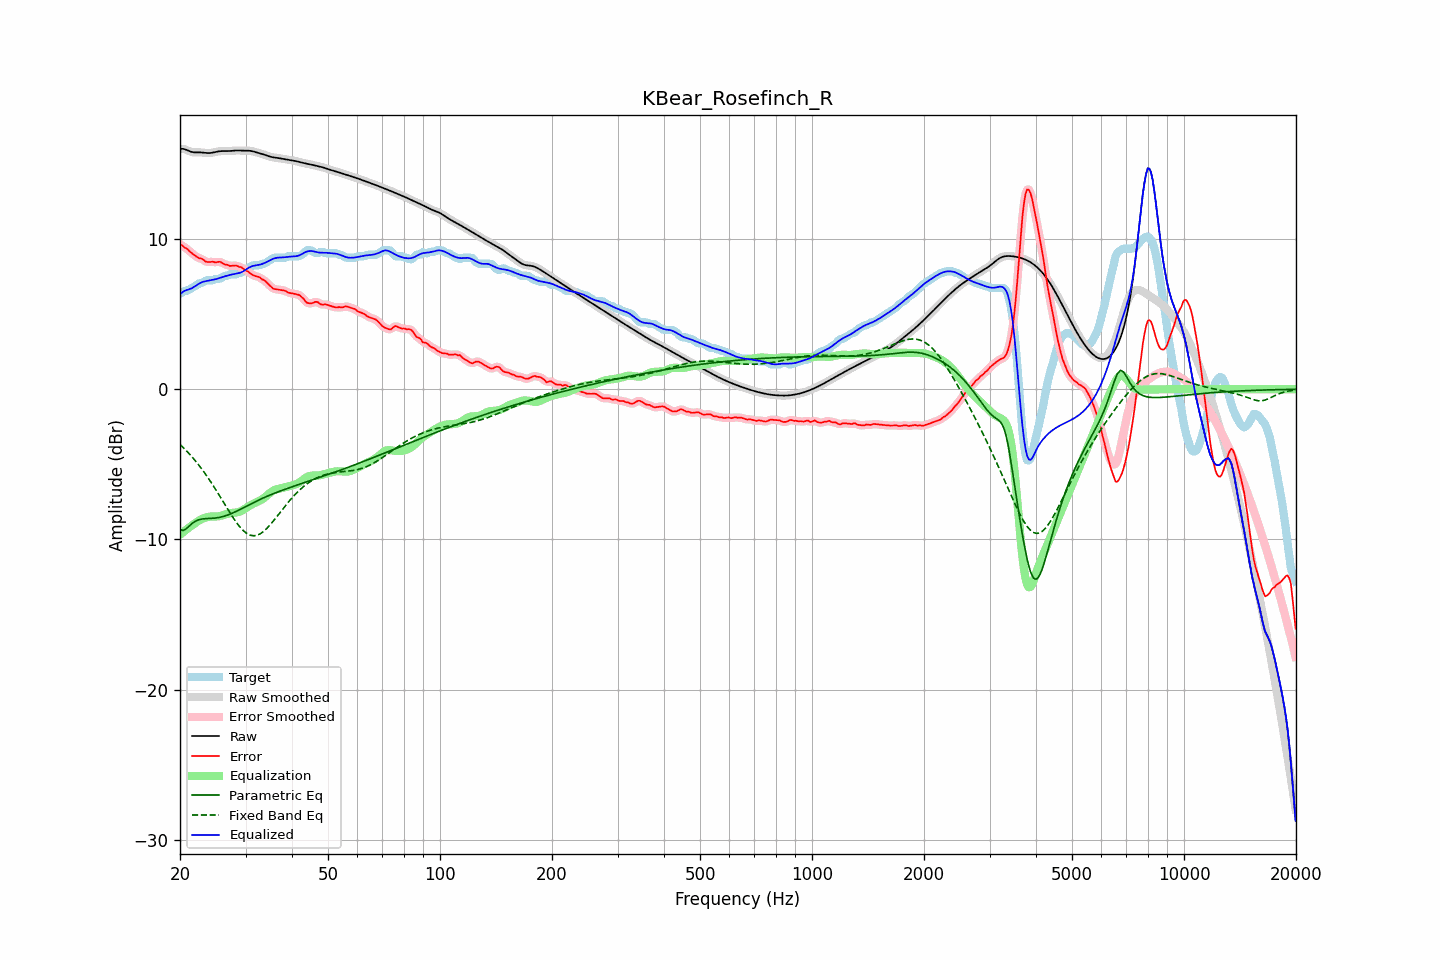 KBear_Rosefinch_R
Amplitude (dBr)
10
0
−10
−20
−30
Target
Raw Smoothed
Error Smoothed
Raw
Error
Equalization
Parametric Eq
Fixed Band Eq
Equalized
20 50 100 200 500 1000 2000 5000 10000 20000
Frequency (Hz)